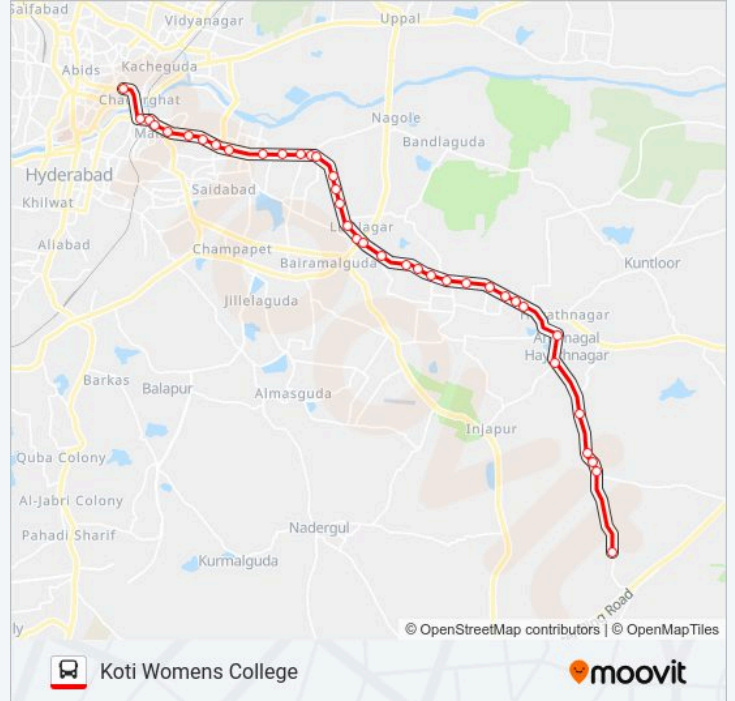 Saifabad
Vidyanagar
Uppal
Abids
Kacheguda
Nagole
Bandlaguda
Hyderabad
Khilwat
Saidabad
Aliabad
Champapet
Bairamalguda
Kuntloor
Jillelaguda
Barkas
Balapur
Almasguda
Injapur
Quba Colony
Al-Jabri Colony
Nadergul
Pahadi Sharif
Kurmalguda
Road
© OpenStreetMap contributors | © OpenMapTiles
Koti Womens College
moovit